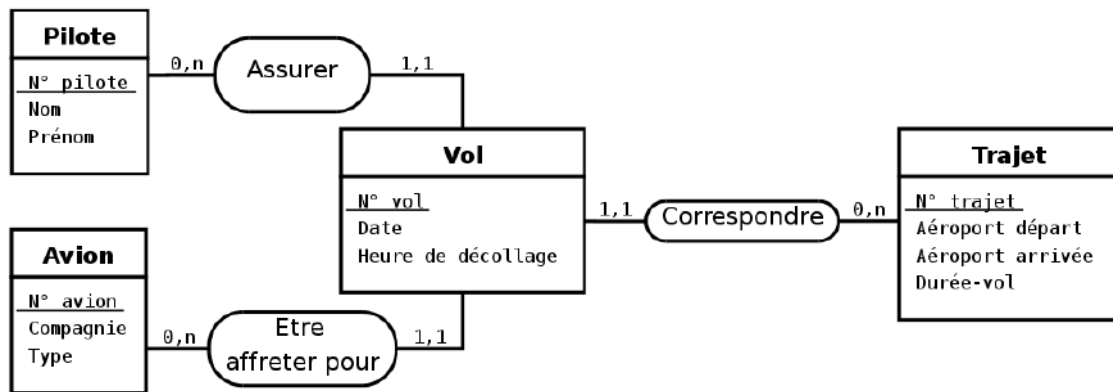 Pilote
N° pilote
Nom
Prénom
0,n
Assurer
1,1
Vol
N° vol
Date
Heure de décollage
1,1
Correspondre
0,n
Trajet
N° trajet
Aéroport départ
Aéroport arrivée
Durée-vol
Avion
N° avion
Compagnie
Type
0,n
Etre
affreter pour
1,1